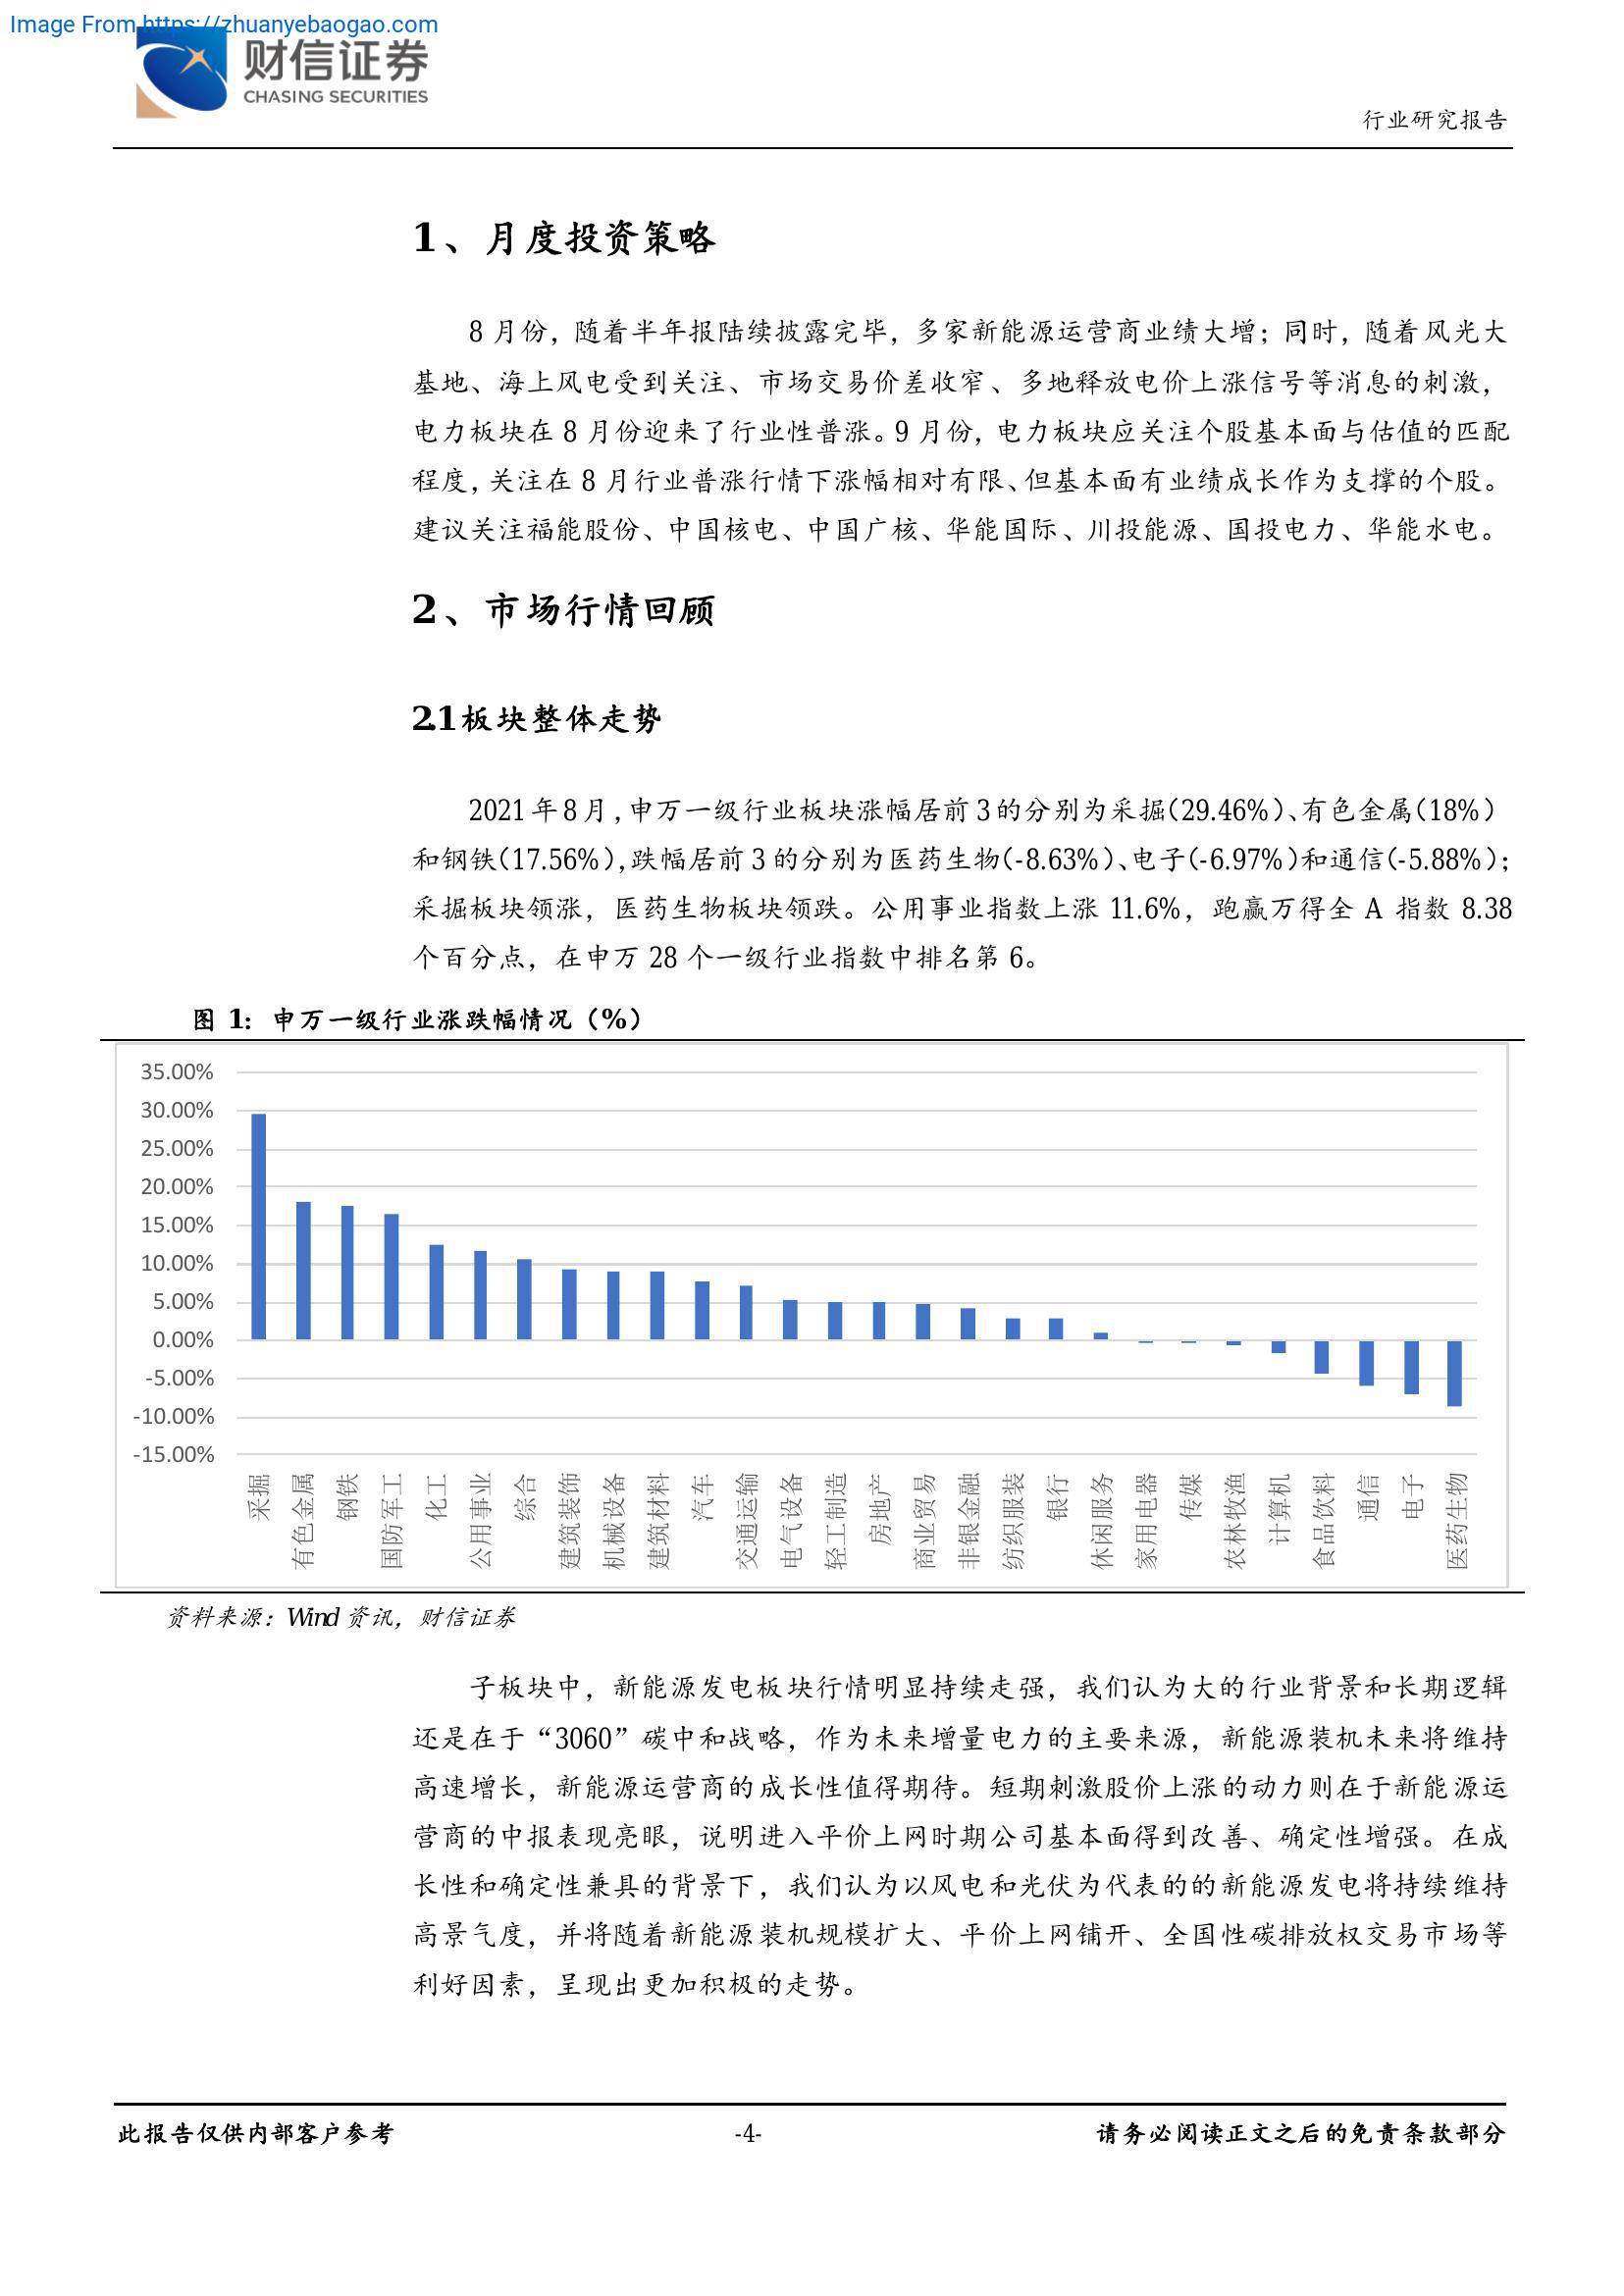 Image From https://zhuanyebaogao.com
财信证券
CHASING SECURITIES
行业研究报告
1、月度投资策略
8 月份，随着半年报陆续披露完毕，多家新能源运营商业绩大增；同时，随着风光大
基地、海上风电受到关注、市场交易价差收窄、多地释放电价上涨信号等消息的刺激，
电力板块在 8 月份迎来了行业性普涨。9 月份，电力板块应关注个股基本面与估值的匹配
程度，关注在 8 月行业普涨行情下涨幅相对有限、但基本面有业绩成长作为支撑的个股。
建议关注福能股份、中国核电、中国广核、华能国际、川投能源、国投电力、华能水电。
2、市场行情回顾
2.1 板块整体走势
2021 年 8 月，申万一级行业板块涨幅居前 3 的分别为采掘（29.46%）、有色金属（18%）
和钢铁（17.56%），跌幅居前 3 的分别为医药生物（-8.63%）、电子（-6.97%）和通信（-5.88%）；
采掘板块领涨，医药生物板块领跌。公用事业指数上涨 11.6%，跑赢万得全 A 指数 8.38
个百分点，在申万 28 个一级行业指数中排名第 6。
图 1：申万一级行业涨跌幅情况（%）
35.00%
30.00%
25.00%
20.00%
15.00%
10.00%
5.00%
0.00%
-5.00%
-10.00%
-15.00%
采掘
有色金属
钢铁
国防军工
化工
公用事业
综合
建筑装饰
机械设备
建筑材料
汽车
交通运输
电气设备
轻工制造
房地产
商业贸易
非银金融
纺织服装
银行
休闲服务
家用电器
传媒
农林牧渔
计算机
食品饮料
通信
电子
医药生物
资料来源：Wind 资讯，财信证券
子板块中，新能源发电板块行情明显持续走强，我们认为大的行业背景和长期逻辑
还是在于“3060”碳中和战略，作为未来增量电力的主要来源，新能源装机未来将维持
高速增长，新能源运营商的成长性值得期待。短期刺激股价上涨的动力则在于新能源运
营商的中报表现亮眼，说明进入平价上网时期公司基本面得到改善、确定性增强。在成
长性和确定性兼具的背景下，我们认为以风电和光伏为代表的的新能源发电将持续维持
高景气度，并将随着新能源装机规模扩大、平价上网铺开、全国性碳排放权交易市场等
利好因素，呈现出更加积极的走势。
此报告仅供内部客户参考
-4-
请务必阅读正文之后的免责条款部分